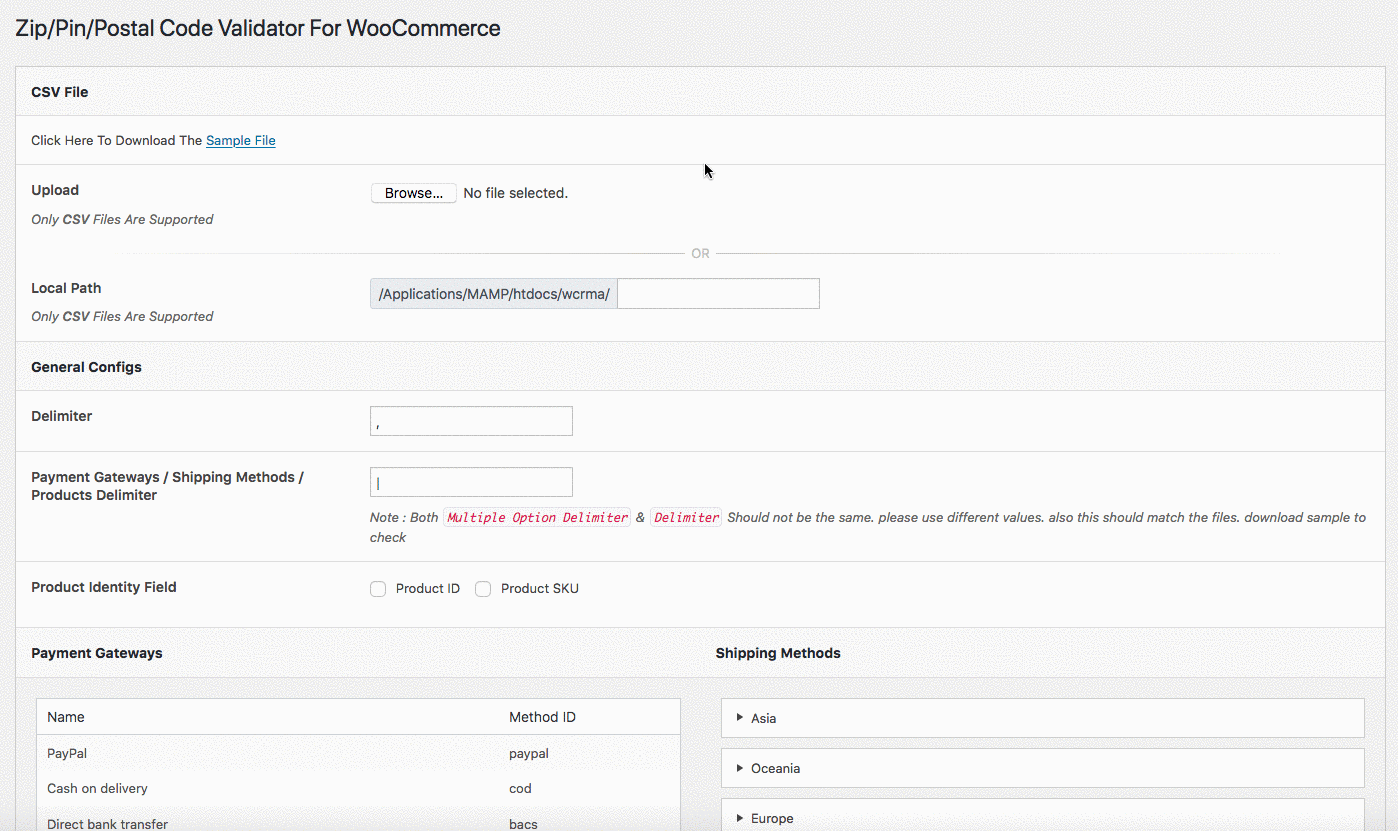 Zip/Pin/Postal Code Validator For WooCommerce
CSV File
Click Here To Download The Sample File
Upload
Browse... No file selected.
Only CSV Files Are Supported
OR
Local Path
/Applications/MAMP/htdocs/wcrma/
Only CSV Files Are Supported
General Configs
Delimiter
,
Payment Gateways / Shipping Methods /
Products Delimiter
|
Note : Both Multiple Option Delimiter & Delimiter Should not be the same. please use different values. also this should match the files. download sample to
check
Product Identity Field
Product ID Product SKU
Payment Gateways
Name Method ID
PayPal paypal
Cash on delivery cod
Direct bank transfer bacs
Shipping Methods
Asia
Oceania
Europe